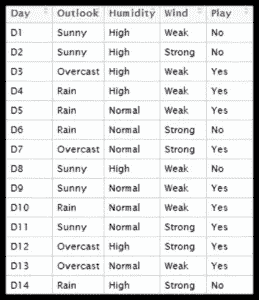 Day Outlook Humidity Wind Play
D1 Sunny High Weak No
D2 Sunny High Strong No
D3 Overcast High Weak Yes
D4 Rain High Weak Yes
D5 Rain Normal Weak Yes
D6 Rain Normal Strong No
D7 Overcast Normal Strong Yes
D8 Sunny High Weak No
D9 Sunny Normal Weak Yes
D10 Rain Normal Weak Yes
D11 Sunny Normal Strong Yes
D12 Overcast High Strong Yes
D13 Overcast Normal Weak Yes
D14 Rain High Strong No